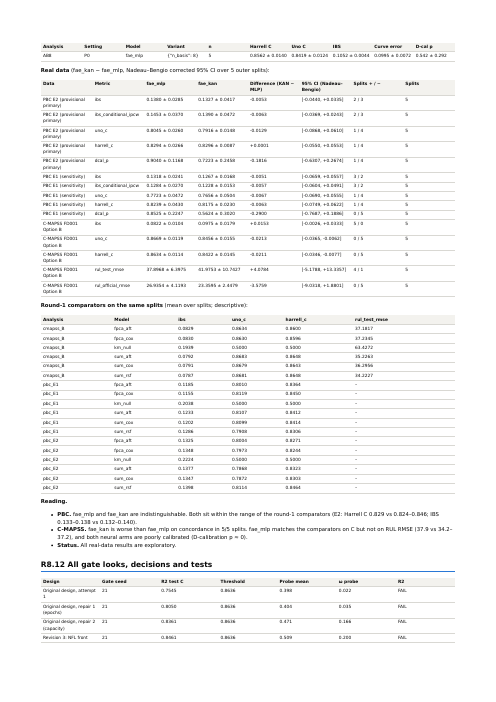 Analysis Setting Model Variant n Harrell C Uno C IBS Curve error D-cal p
ABB P0 fae_mlp {"n_basis": 8} 5 0.8562 ± 0.0140 0.8419 ± 0.0124 0.1052 ± 0.0044 0.0995 ± 0.0072 0.542 ± 0.292
Real data (fae_kan − fae_mlp, Nadeau–Bengio corrected 95% CI over 5 outer splits):
Data Metric fae_mlp fae_kan Difference (KAN − MLP) 95% CI (Nadeau–Bengio) Splits + / − Splits
PBC E2 (provisional primary) ibs 0.1380 ± 0.0285 0.1327 ± 0.0417 -0.0053 [-0.0440, +0.0335] 2 / 3 5
PBC E2 (provisional primary) ibs_conditional_ipcw 0.1453 ± 0.0370 0.1390 ± 0.0472 -0.0063 [-0.0369, +0.0243] 2 / 3 5
PBC E2 (provisional primary) uno_c 0.8045 ± 0.0260 0.7916 ± 0.0148 -0.0129 [-0.0868, +0.0610] 1 / 4 5
PBC E2 (provisional primary) harrell_c 0.8294 ± 0.0266 0.8296 ± 0.0087 +0.0001 [-0.0550, +0.0553] 1 / 4 5
PBC E2 (provisional primary) dcal_p 0.9040 ± 0.1168 0.7223 ± 0.2458 -0.1816 [-0.6307, +0.2674] 1 / 4 5
PBC E1 (sensitivity) ibs 0.1318 ± 0.0241 0.1267 ± 0.0168 -0.0051 [-0.0659, +0.0557] 3 / 2 5
PBC E1 (sensitivity) ibs_conditional_ipcw 0.1284 ± 0.0270 0.1228 ± 0.0153 -0.0057 [-0.0604, +0.0491] 3 / 2 5
PBC E1 (sensitivity) uno_c 0.7723 ± 0.0472 0.7656 ± 0.0504 -0.0067 [-0.1090, +0.0956] 1 / 4 5
PBC E1 (sensitivity) harrell_c 0.8239 ± 0.0430 0.8175 ± 0.0230 -0.0063 [-0.0749, +0.0622] 1 / 4 5
PBC E1 (sensitivity) dcal_p 0.8525 ± 0.2247 0.5624 ± 0.3020 -0.2900 [-0.7687, +0.1886] 0 / 5 5
C-MAPSS FD001 Option B ibs 0.0822 ± 0.0104 0.0975 ± 0.0179 +0.0153 [-0.0026, +0.0333] 5 / 0 5
C-MAPSS FD001 Option B uno_c 0.8669 ± 0.0119 0.8456 ± 0.0155 -0.0213 [-0.0365, -0.0062] 0 / 5 5
C-MAPSS FD001 Option B harrell_c 0.8634 ± 0.0114 0.8422 ± 0.0145 -0.0211 [-0.0346, -0.0077] 0 / 5 5
C-MAPSS FD001 Option B rul_test_rmse 37.8968 ± 6.3975 41.9753 ± 10.7427 +4.0784 [-5.1788, +13.3357] 4 / 1 5
C-MAPSS FD001 Option B rul_official_rmse 26.9354 ± 4.1193 23.3595 ± 2.4479 -3.5759 [-9.0318, +1.8801] 0 / 5 5
Round-1 comparators on the same splits (mean over splits; descriptive):
Analysis Model ibs uno_c harrell_c rul_test_rmse
cmapss_B fpca_aft 0.0829 0.8634 0.8600 37.1817
cmapss_B fpca_cox 0.0830 0.8630 0.8596 37.2345
cmapss_B km_null 0.1939 0.5000 0.5000 63.4272
cmapss_B sum_aft 0.0792 0.8683 0.8648 35.2263
cmapss_B sum_cox 0.0791 0.8679 0.8643 36.2956
cmapss_B sum_rsf 0.0787 0.8681 0.8648 34.2227
pbc_E1 fpca_aft 0.1185 0.8010 0.8364 –
pbc_E1 fpca_cox 0.1155 0.8119 0.8450 –
pbc_E1 km_null 0.2038 0.5000 0.5000 –
pbc_E1 sum_aft 0.1233 0.8107 0.8412 –
pbc_E1 sum_cox 0.1202 0.8099 0.8414 –
pbc_E1 sum_rsf 0.1286 0.7908 0.8306 –
pbc_E2 fpca_aft 0.1325 0.8004 0.8271 –
pbc_E2 fpca_cox 0.1348 0.7973 0.8244 –
pbc_E2 km_null 0.2224 0.5000 0.5000 –
pbc_E2 sum_aft 0.1377 0.7868 0.8323 –
pbc_E2 sum_cox 0.1347 0.7872 0.8303 –
pbc_E2 sum_rsf 0.1398 0.8114 0.8464 –
Reading.
• PBC. fae_mlp and fae_kan are indistinguishable. Both sit within the range of the round-1 comparators (E2: Harrell C 0.829 vs 0.824–0.846; IBS
0.133–0.138 vs 0.132–0.140).
• C-MAPSS. fae_kan is worse than fae_mlp on concordance in 5/5 splits. fae_mlp matches the comparators on C but not on RUL RMSE (37.9 vs 34.2–
37.2), and both neural arms are poorly calibrated (D-calibration p ≈ 0).
• Status. All real-data results are exploratory.
R8.12 All gate looks, decisions and tests
Design Gate seed R2 test C Threshold Probe mean ω probe R2
Original design, attempt 1 21 0.7545 0.8636 0.398 0.022 FAIL
Original design, repair 1 (epochs) 21 0.8050 0.8636 0.404 0.035 FAIL
Original design, repair 2 (capacity) 21 0.8361 0.8636 0.471 0.166 FAIL
Revision 3: NFL front 21 0.8461 0.8636 0.509 0.200 FAIL